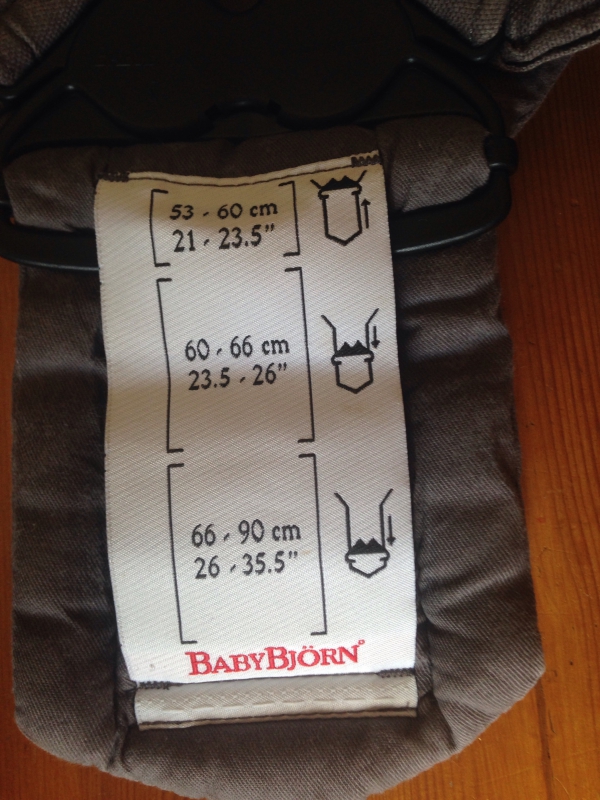 53 - 60 cm
21 - 23.5"
60 - 66 cm
23.5 - 26"
66 - 90 cm
26 - 35.5"
BABYBJÖRN®